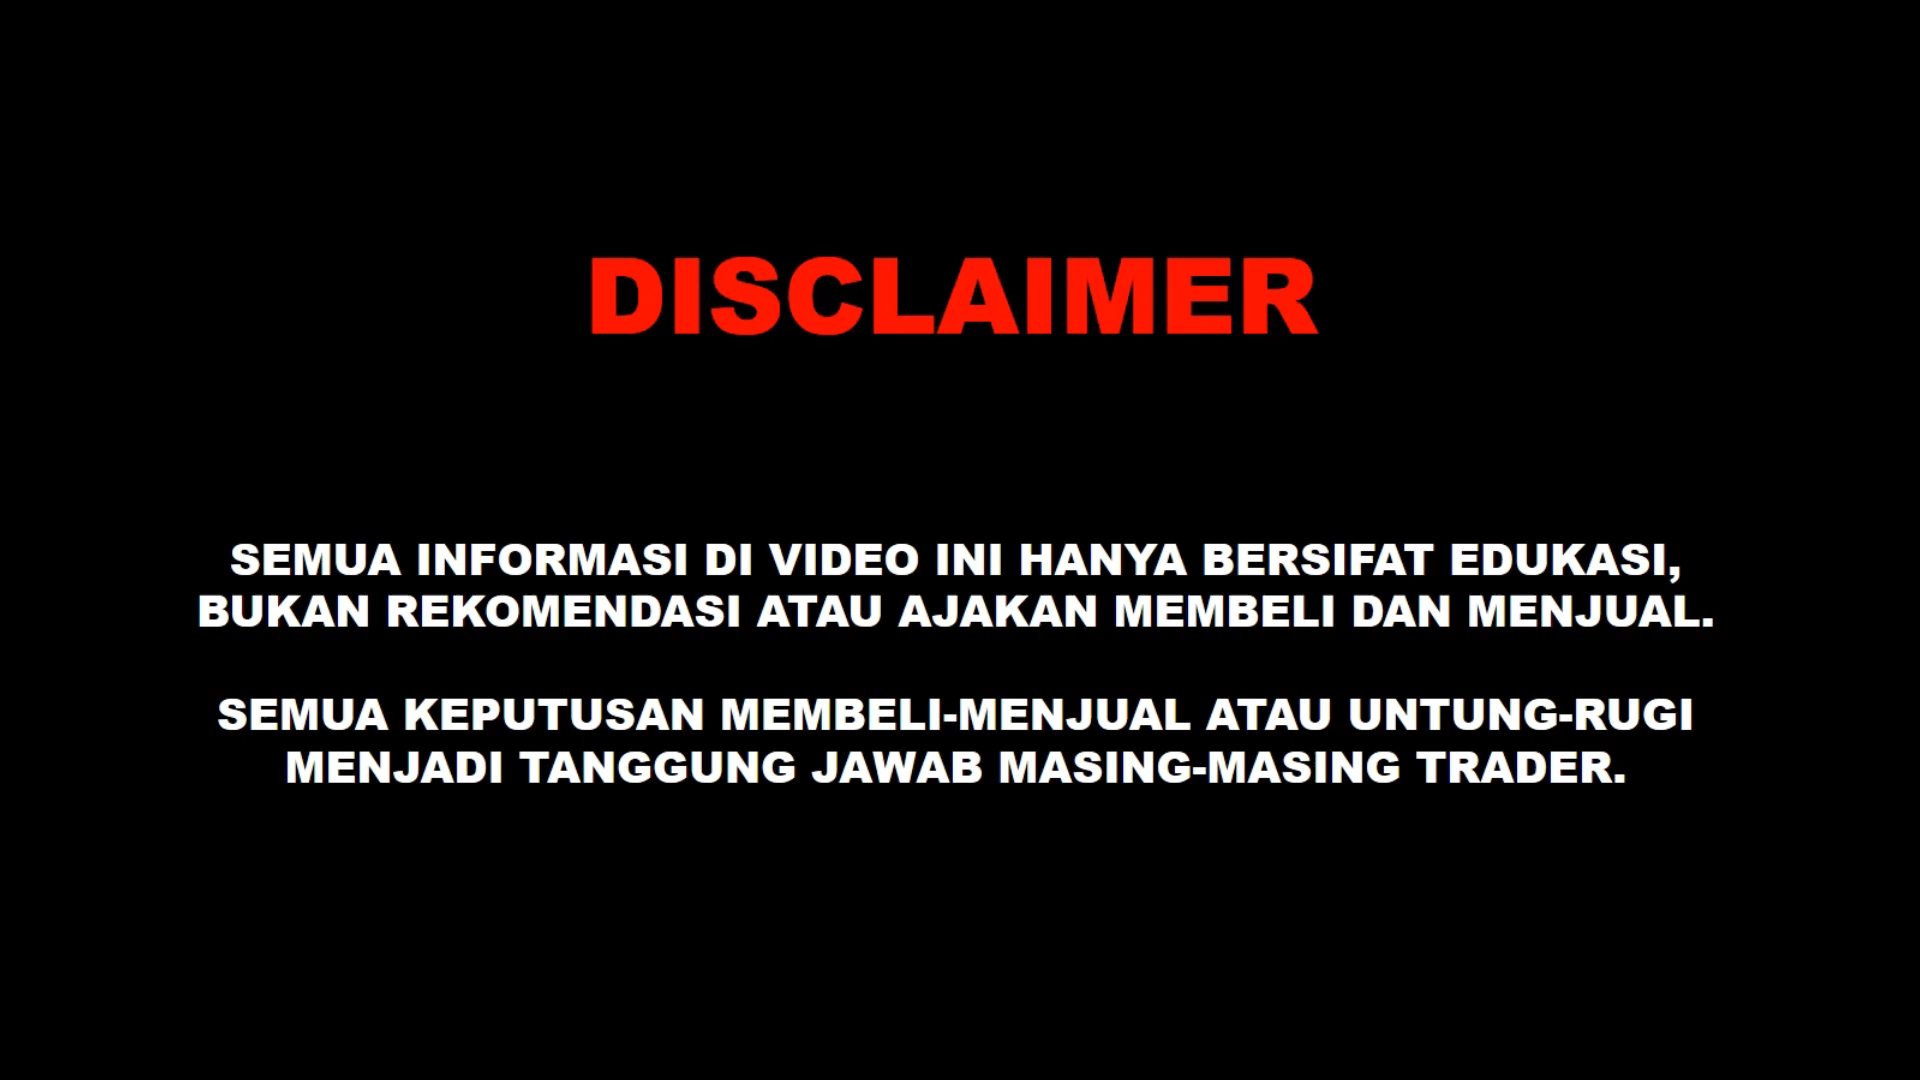 DISCLAIMER
SEMUA INFORMASI DI VIDEO INI HANYA BERSIFAT EDUKASI,
BUKAN REKOMENDASI ATAU AJAKAN MEMBELI DAN MENJUAL.
SEMUA KEPUTUSAN MEMBELI-MENJUAL ATAU UNTUNG-RUGI
MENJADI TANGGUNG JAWAB MASING-MASING TRADER.